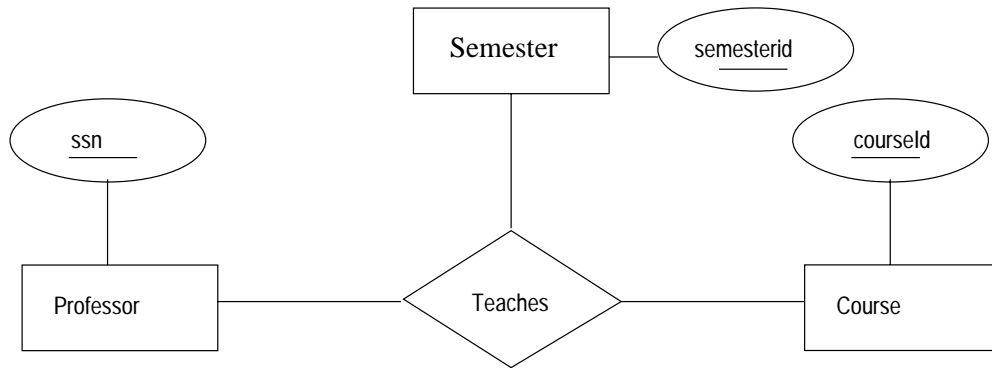 Semester
semesterid
ssn
courseId
Professor
Teaches
Course